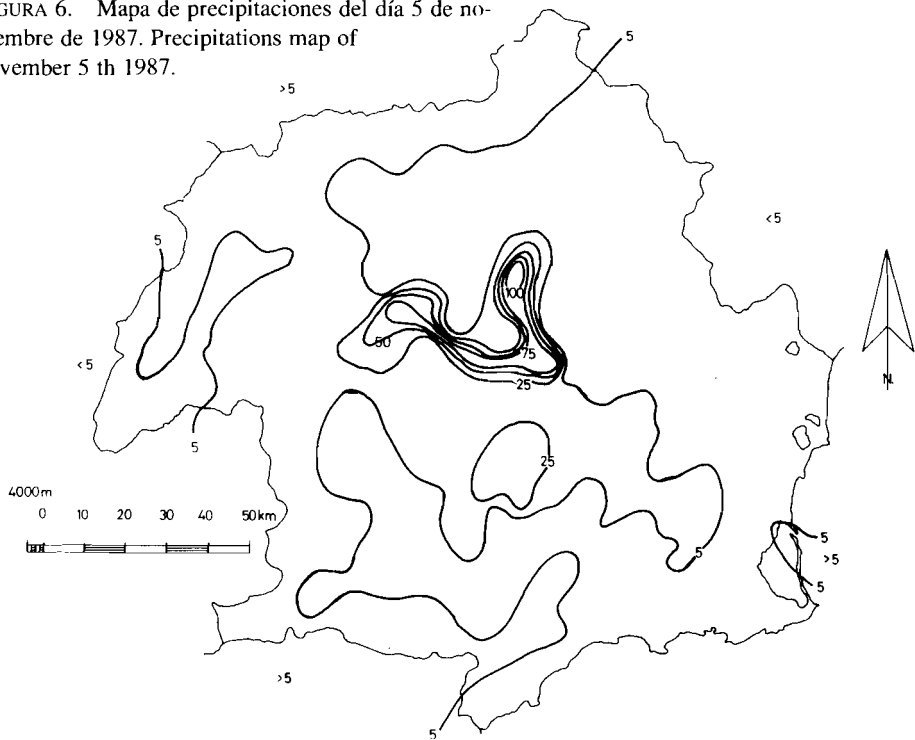 GURA 6. Mapa de precipitaciones del día 5 de no-
embre de 1987. Precipitations map of
vember 5 th 1987.
5
>5
<5
5
100
50
75
<5
25
N
5
25
4000m
0 10 20 30 40 50km
5
5
>5
5
>5
5